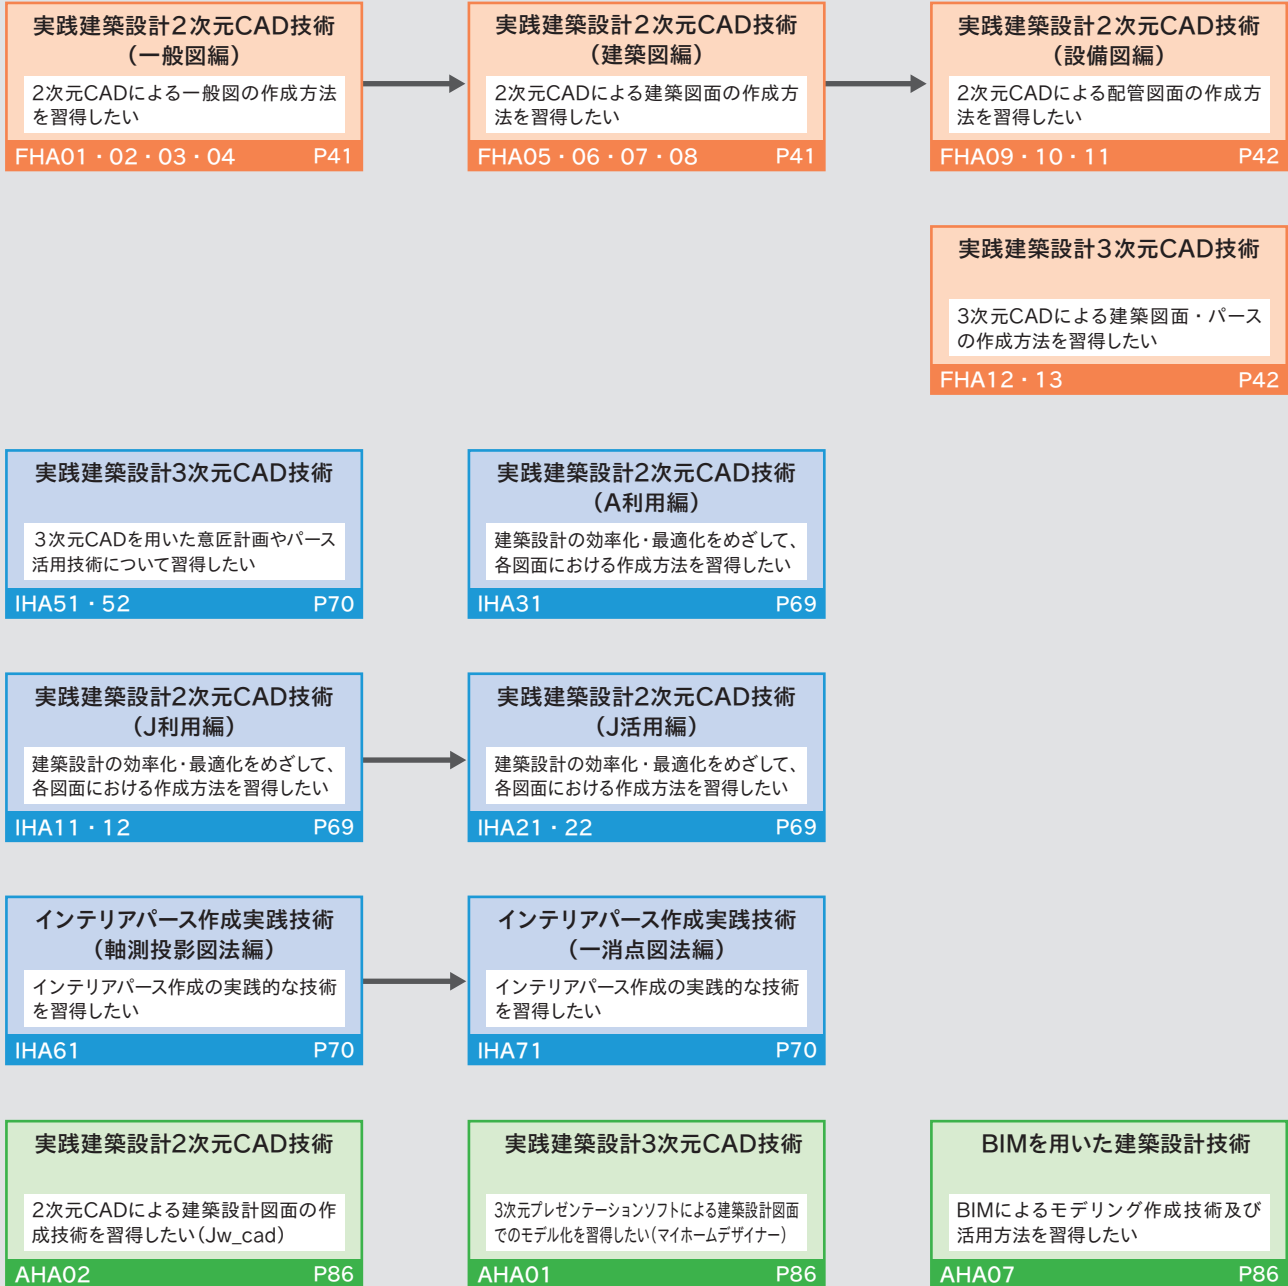 実践建築設計2次元CAD技術
(一般図編)
2次元CADによる一般図の作成方法
を習得したい
FHA01・02・03・04 P41
実践建築設計2次元CAD技術
(建築図編)
2次元CADによる建築図面の作成方
法を習得したい
FHA05・06・07・08 P41
実践建築設計2次元CAD技術
(設備図編)
2次元CADによる配管図面の作成方
法を習得したい
FHA09・10・11 P42
実践建築設計3次元CAD技術
3次元CADによる建築図面・パース
の作成方法を習得したい
FHA12・13 P42
実践建築設計3次元CAD技術
3次元CADを用いた意匠計画やパース
活用技術について習得したい
IHA51・52 P70
実践建築設計2次元CAD技術
(A利用編)
建築設計の効率化・最適化をめざして、
各図面における作成方法を習得したい
IHA31 P69
実践建築設計2次元CAD技術
(J利用編)
建築設計の効率化・最適化をめざして、
各図面における作成方法を習得したい
IHA11・12 P69
実践建築設計2次元CAD技術
(J活用編)
建築設計の効率化・最適化をめざして、
各図面における作成方法を習得したい
IHA21・22 P69
インテリアパース作成実践技術
(軸測投影図法編)
インテリアパース作成の実践的な技術
を習得したい
IHA61 P70
インテリアパース作成実践技術
(一消点図法編)
インテリアパース作成の実践的な技術
を習得したい
IHA71 P70
実践建築設計2次元CAD技術
2次元CADによる建築設計図面の作
成技術を習得したい(Jw_cad)
AHA02 P86
実践建築設計3次元CAD技術
3次元プレゼンテーションソフトによる建築設計図面
でのモデル化を習得したい(マイホームデザイナー)
AHA01 P86
BIMを用いた建築設計技術
BIMによるモデリング作成技術及び
活用方法を習得したい
AHA07 P86